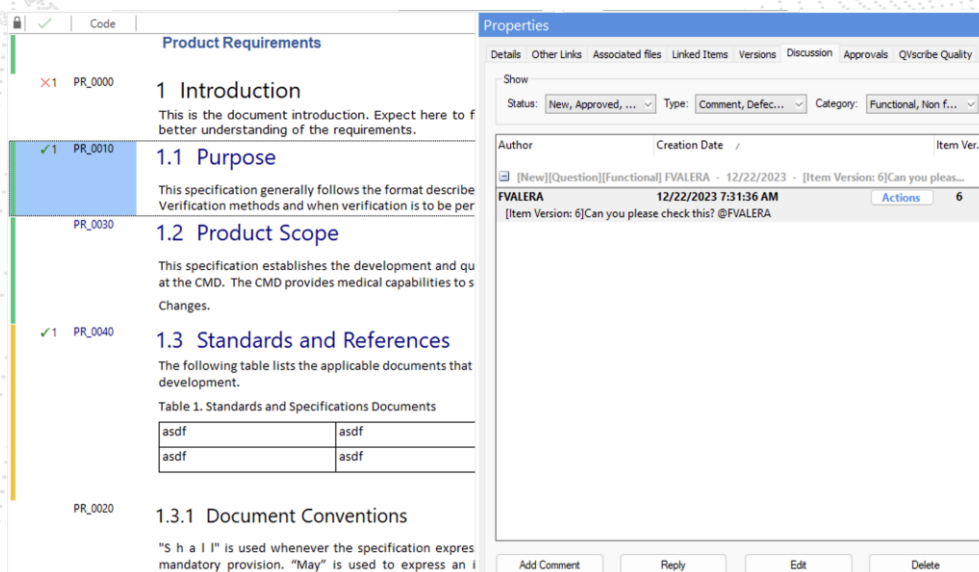 Code
Product Requirements
×1 PR_0000
1 Introduction
This is the document introduction. Expect here to f
better understanding of the requirements.
✓1 PR_0010
1.1 Purpose
This specification generally follows the format describe
Verification methods and when verification is to be per
PR_0030
1.2 Product Scope
This specification establishes the development and qu
at the CMD. The CMD provides medical capabilities to s
Changes.
✓1 PR_0040
1.3 Standards and References
The following table lists the applicable documents that
development.
Table 1. Standards and Specifications Documents
asdf asdf
asdf asdf
PR_0020
1.3.1 Document Conventions
"S h a l l" is used whenever the specification expres
mandatory provision. "May" is used to express an i
Properties
Details Other Links Associated files Linked Items Versions Discussion Approvals QVscribe Quality
Show
Status: New, Approved, ... Type: Comment, Defec... Category: Functional, Non f...
Author Creation Date / Item Ver.
[New][Question][Functional] FVALERA - 12/22/2023 - [Item Version: 6]Can you pleas...
FVALERA 12/22/2023 7:31:36 AM Actions 6
[Item Version: 6]Can you please check this? @FVALERA
Add Comment Reply Edit Delete